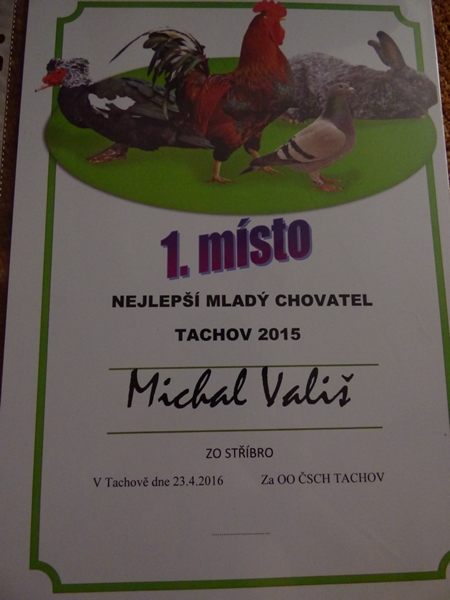 1. místo
NEJLEPŠÍ MLADÝ CHOVATEL
TACHOV 2015
Michal Vališ
ZO STŘÍBRO
V Tachově dne 23.4.2016 Za OO ČSCH TACHOV